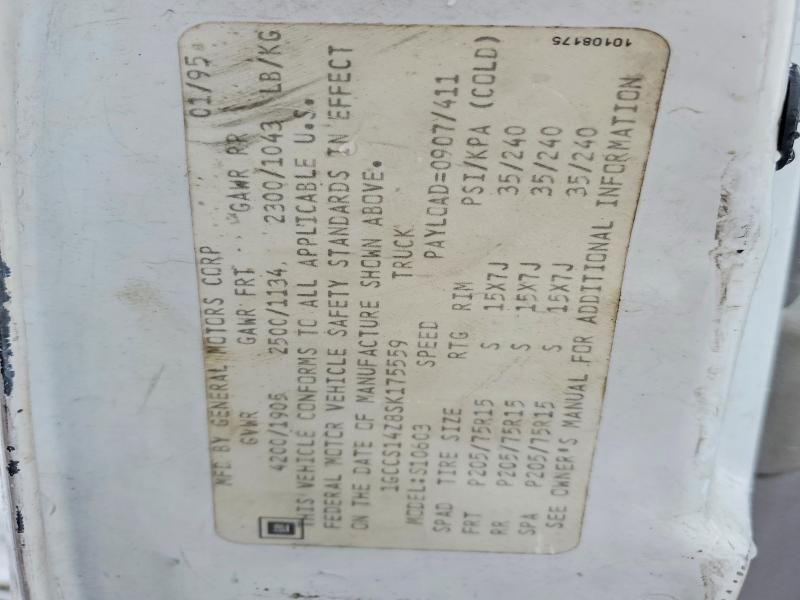 MFD BY GENERAL MOTORS CORP 01/95
GVWR GAWR FRT GAWR RR
4200/1905 2500/1134 2300/1043 LB/KG
THIS VEHICLE CONFORMS TO ALL APPLICABLE U.S.
FEDERAL MOTOR VEHICLE SAFETY STANDARDS IN EFFECT
ON THE DATE OF MANUFACTURE SHOWN ABOVE.
1GCCS14Z8SK175559 TRUCK
MODEL:S10603 PAYLOAD=0907/411
SPEED
SPAD TIRE SIZE RTG RIM PSI/KPA (COLD)
FRT P205/75R15 S 15X7J 35/240
RR P205/75R15 S 15X7J 35/240
SPA P205/75R15 S 15X7J 35/240
SEE OWNER'S MANUAL FOR ADDITIONAL INFORMATION
10108175
GM